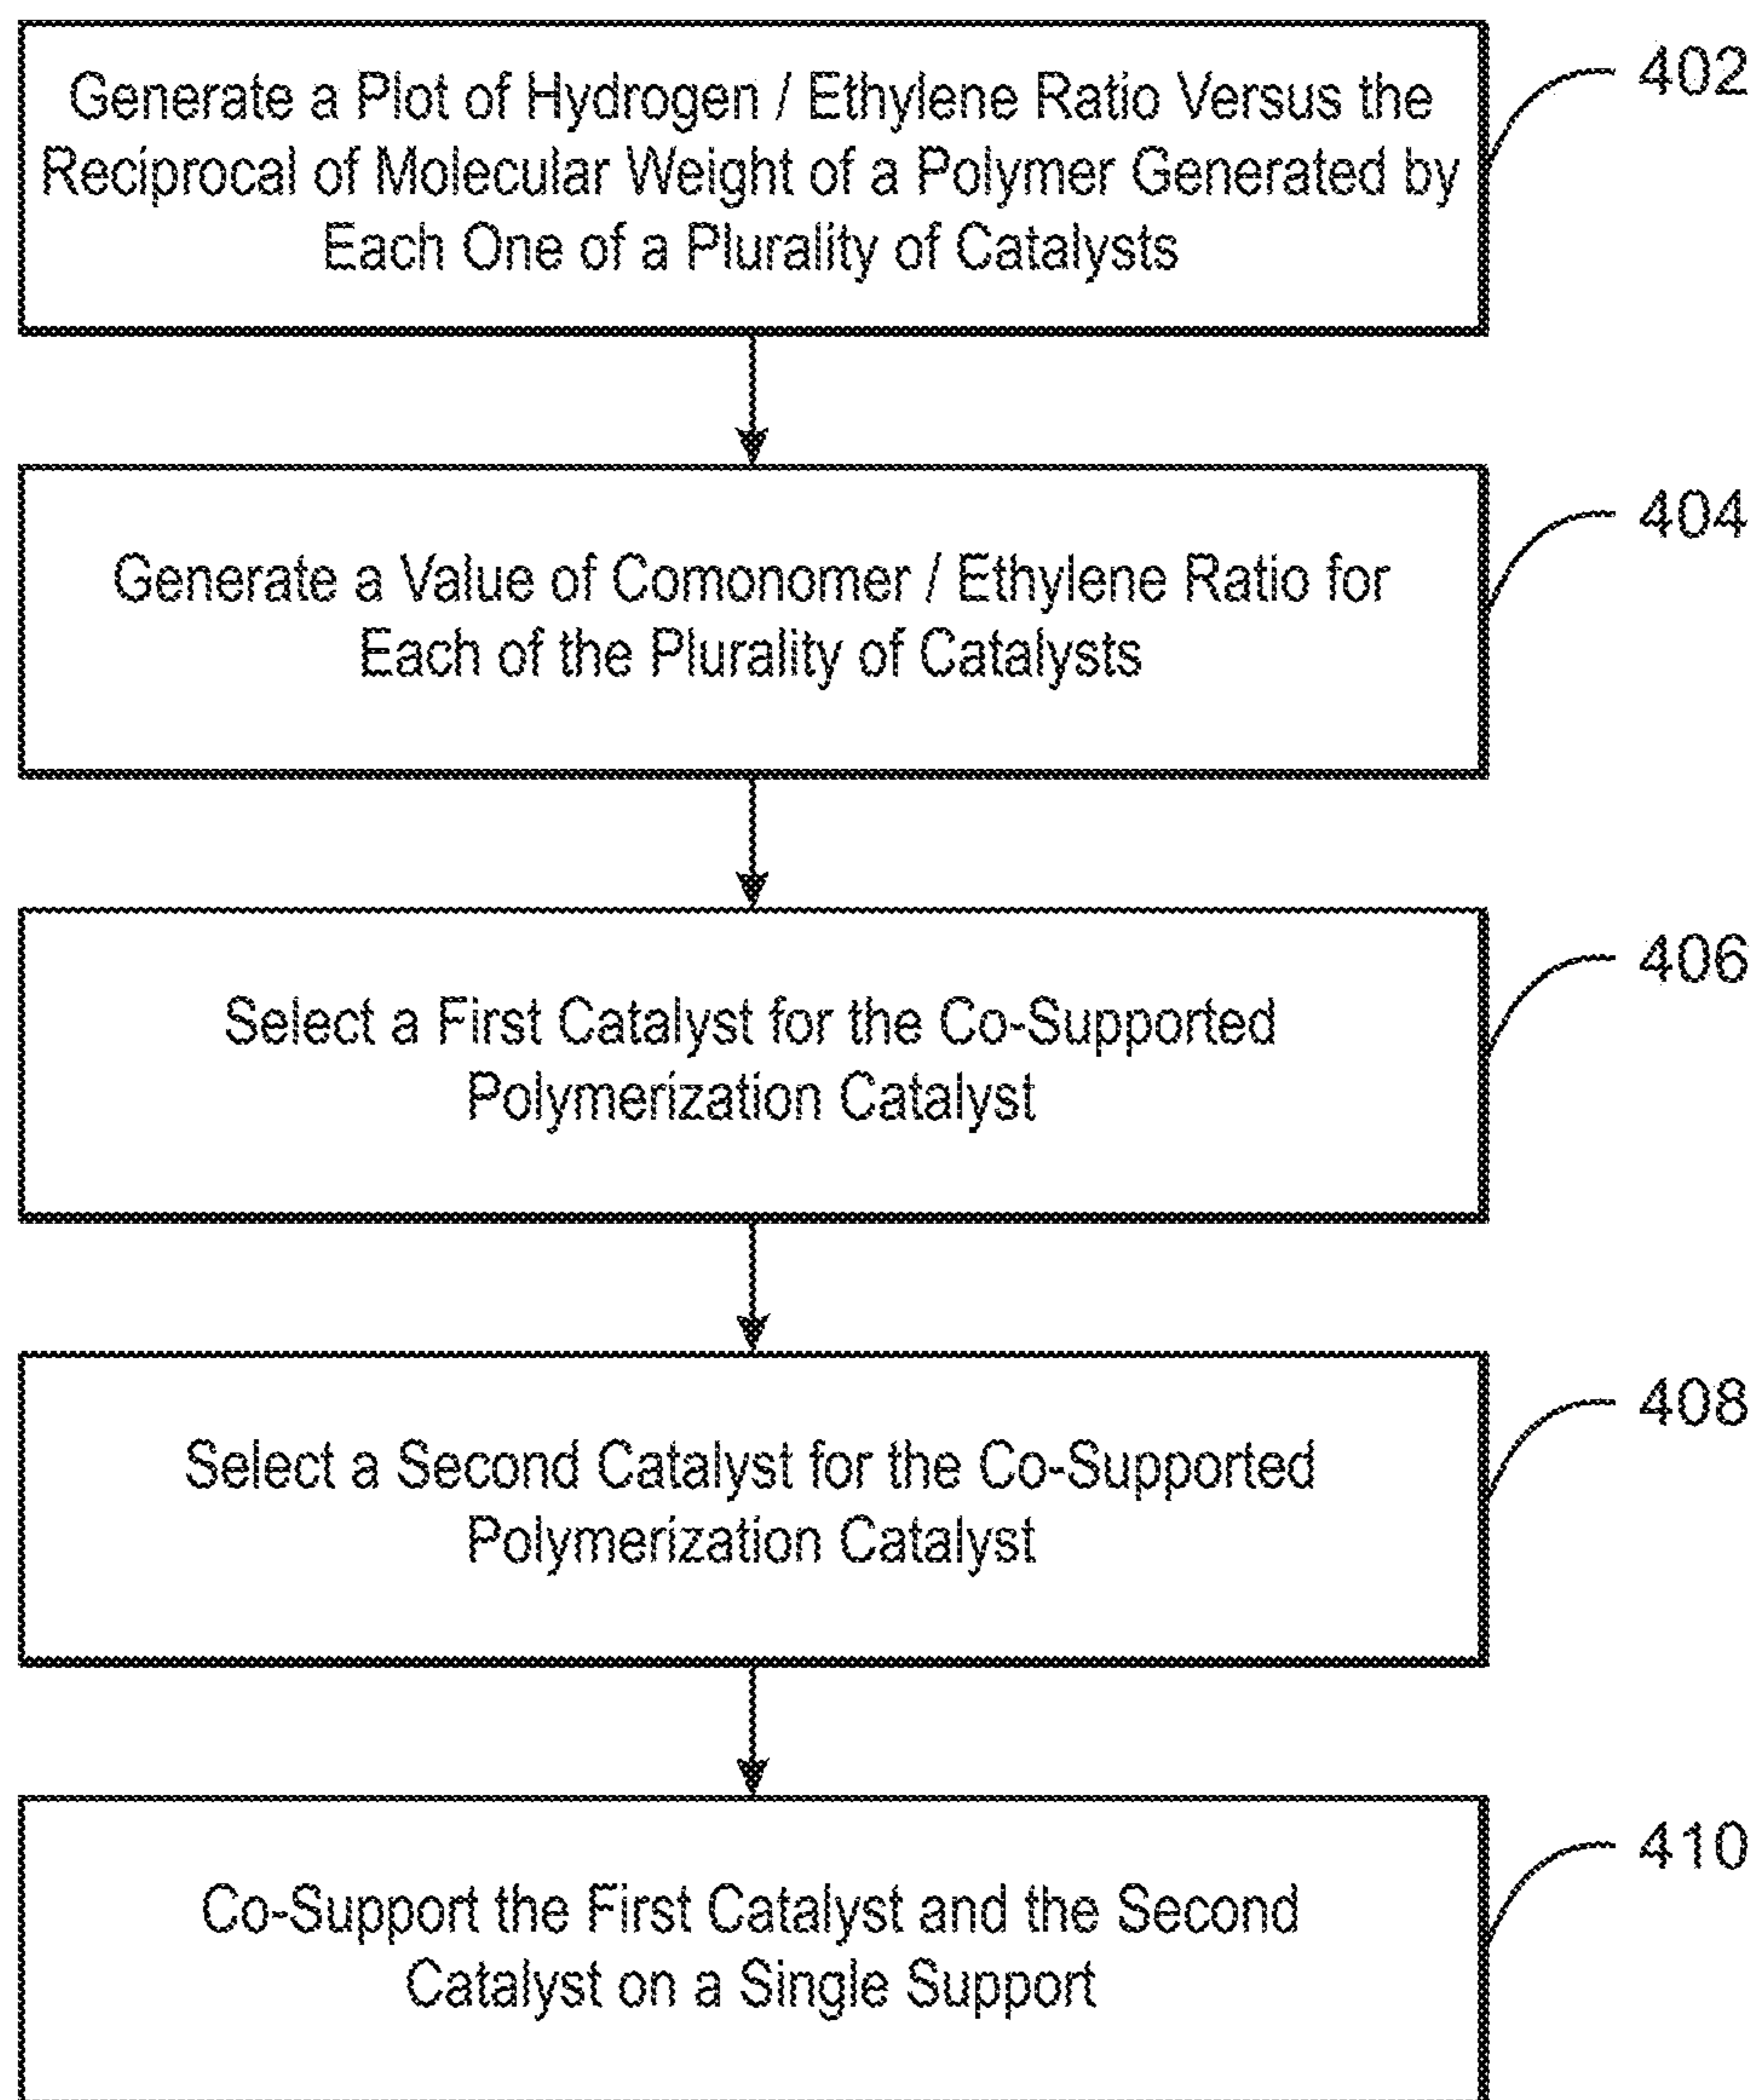 Generate a Plot of Hydrogen / Ethylene Ratio Versus the
Reciprocal of Molecular Weight of a Polymer Generated by
Each One of a Plurality of Catalysts
402
Generate a Value of Comonomer / Ethylene Ratio for
Each of the Plurality of Catalysts
404
Select a First Catalyst for the Co-Supported
Polymerization Catalyst
406
Select a Second Catalyst for the Co-Supported
Polymerization Catalyst
408
Co-Support the First Catalyst and the Second
Catalyst on a Single Support
410